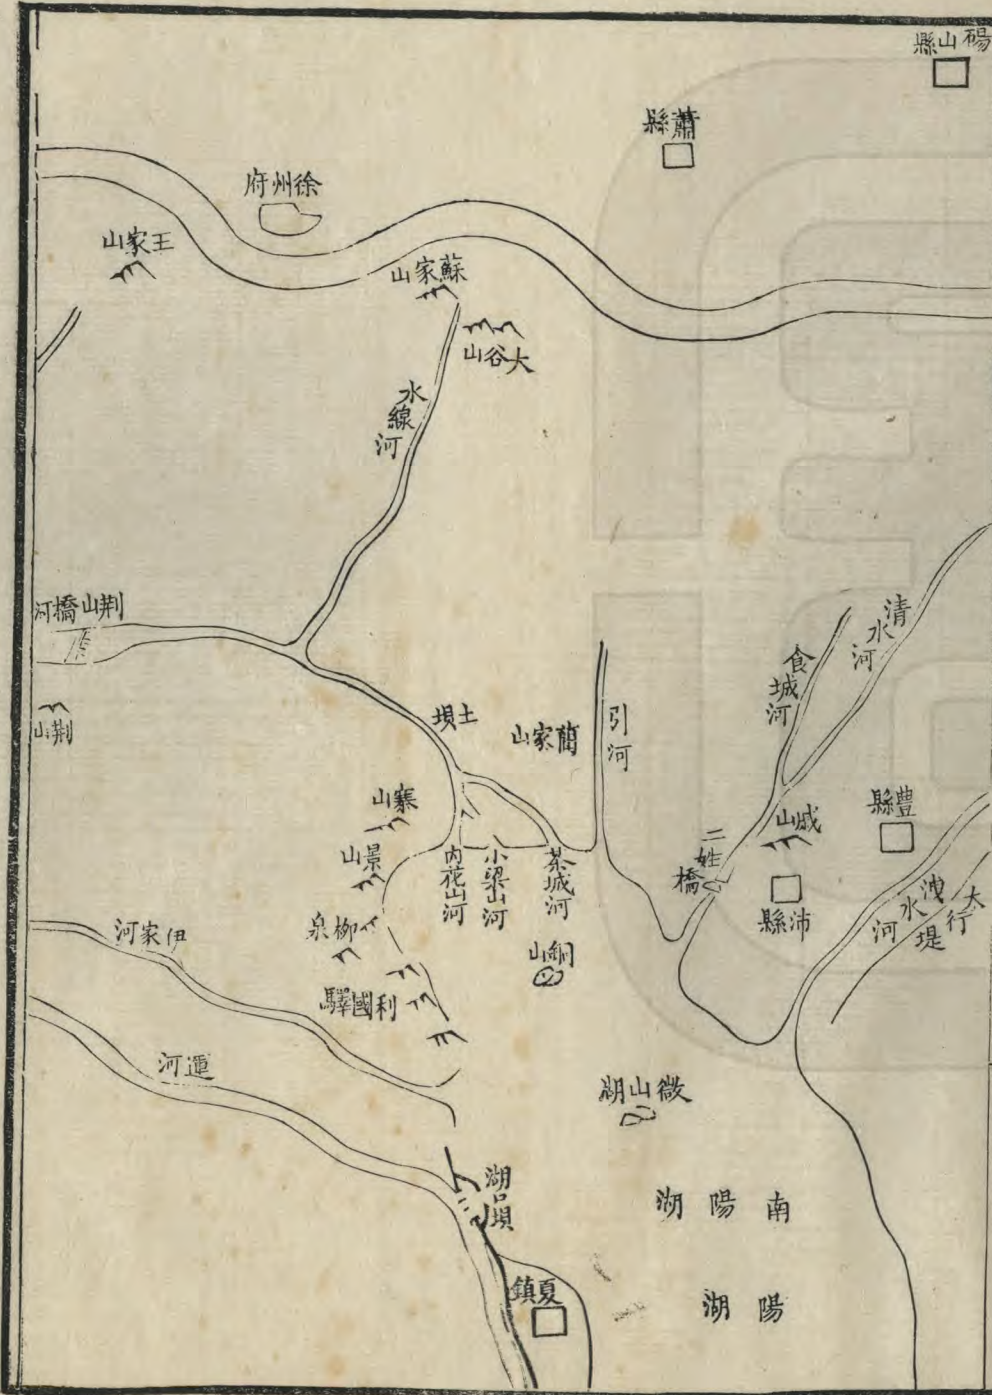 碭山縣
蕭縣
徐州府
王家山
蘇家山
大谷山
水線河
荆山橋河
荆山
土垻
藺家山
引河
食城河
清水河
寨山
景山
柳泉
利國驛
內花山河
小梁山河
茶城河
二姓橋
戚山
沛縣
豐縣
洩水河
大行堤
銅山
伊家河
運河
微山湖
湖口垻
南陽湖
陽湖
夏鎮